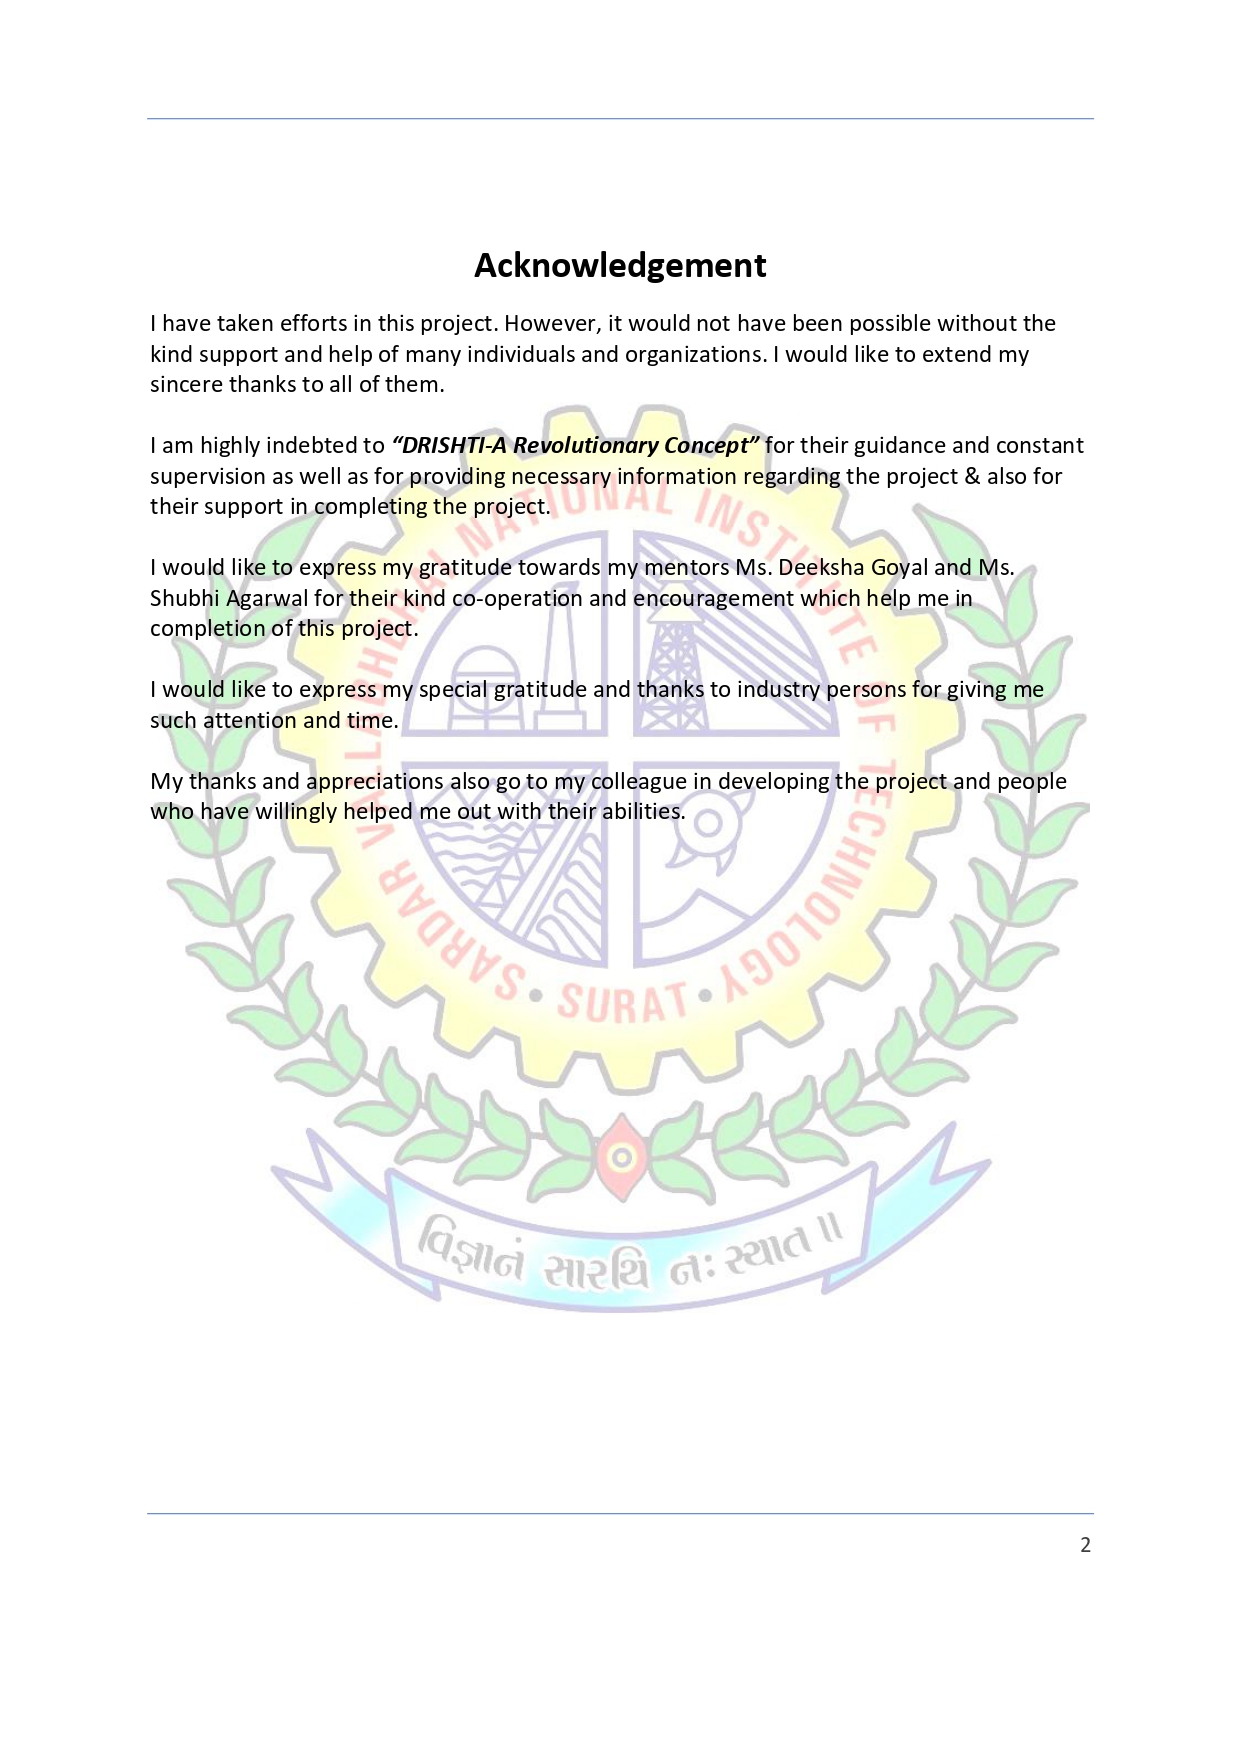 Acknowledgement
I have taken efforts in this project. However, it would not have been possible without the
kind support and help of many individuals and organizations. I would like to extend my
sincere thanks to all of them.
I am highly indebted to “DRISHTI-A Revolutionary Concept” for their guidance and constant
supervision as well as for providing necessary information regarding the project & also for
their support in completing the project.
I would like to express my gratitude towards my mentors Ms. Deeksha Goyal and Ms.
Shubhi Agarwal for their kind co-operation and encouragement which help me in
completion of this project.
I would like to express my special gratitude and thanks to industry persons for giving me
such attention and time.
My thanks and appreciations also go to my colleague in developing the project and people
who have willingly helped me out with their abilities.
SARDAR VALLABHBHAI NATIONAL INSTITUTE OF TECHNOLOGY
• SURAT •
વિજ્ઞાનં સારથિ નઃ સ્યાત ॥
2